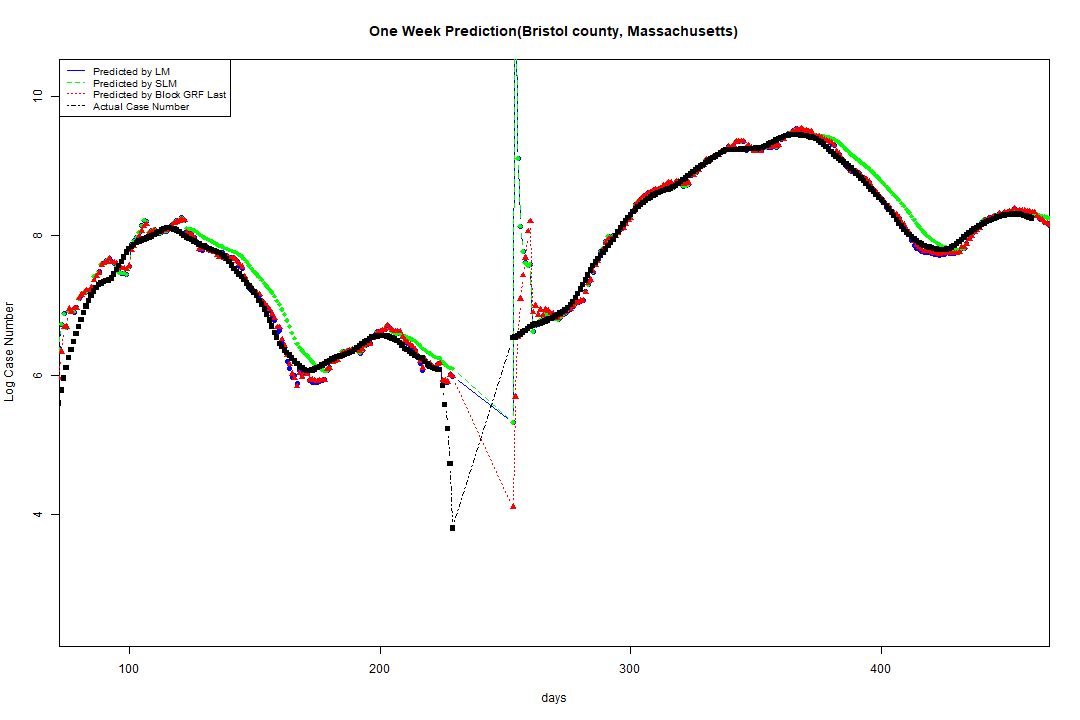 One Week Prediction(Bristol county, Massachusetts)
Predicted by LM
Predicted by SLM
Predicted by Block GRF Last
Actual Case Number
Log Case Number
10
8
6
4
100
200
300
400
days